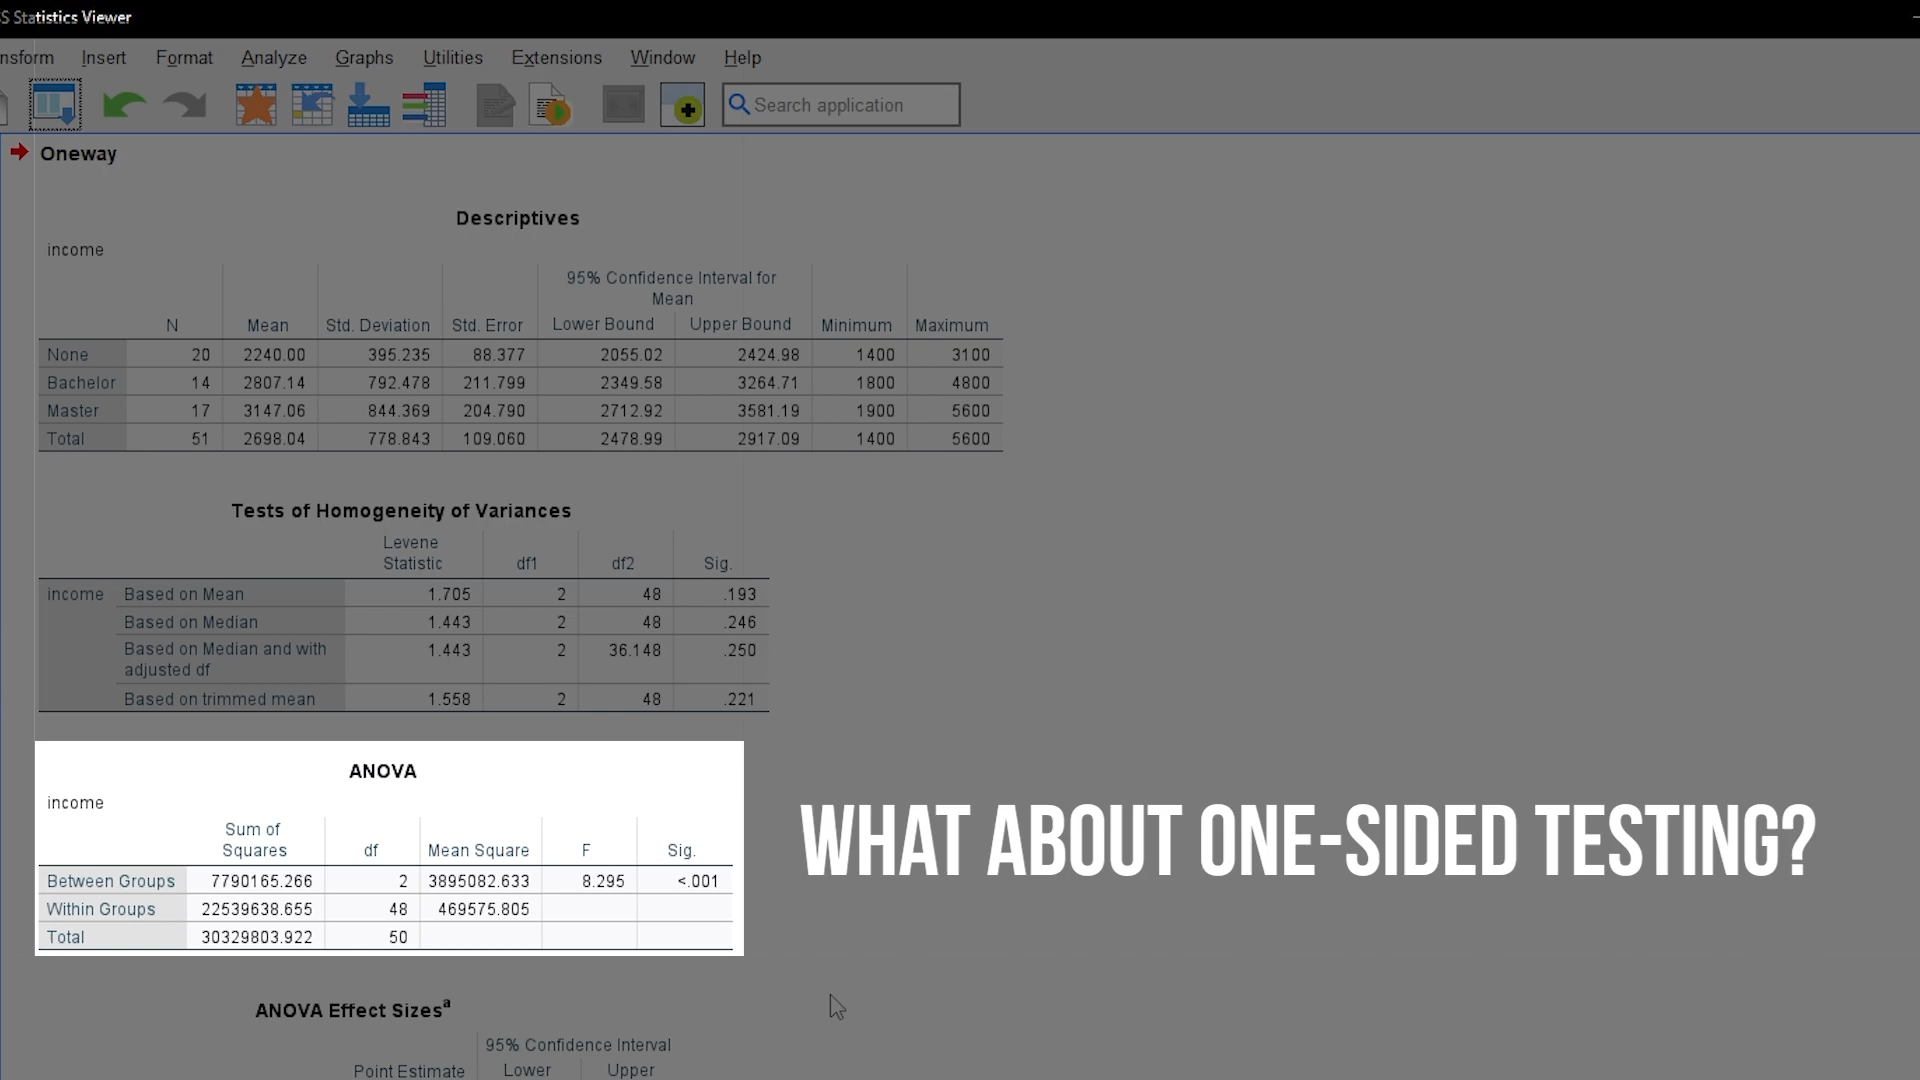 S Statistics Viewer
nsform Insert Format Analyze Graphs Utilities Extensions Window Help
Search application
Oneway
Descriptives
income
95% Confidence Interval for
Mean
N Mean Std. Deviation Std. Error Lower Bound Upper Bound Minimum Maximum
None 20 2240.00 395.235 88.377 2055.02 2424.98 1400 3100
Bachelor 14 2807.14 792.478 211.799 2349.58 3264.71 1800 4800
Master 17 3147.06 844.369 204.790 2712.92 3581.19 1900 5600
Total 51 2698.04 778.843 109.060 2478.99 2917.09 1400 5600
Tests of Homogeneity of Variances
Levene
Statistic df1 df2 Sig.
income Based on Mean 1.705 2 48 .193
Based on Median 1.443 2 48 .246
Based on Median and with
adjusted df 1.443 2 36.148 .250
Based on trimmed mean 1.558 2 48 .221
ANOVA
income
Sum of
Squares df Mean Square F Sig.
Between Groups 7790165.266 2 3895082.633 8.295 <.001
Within Groups 22539638.655 48 469575.805
Total 30329803.922 50
WHAT ABOUT ONE-SIDED TESTING?
ANOVA Effect Sizesa
95% Confidence Interval
Point Estimate Lower Upper